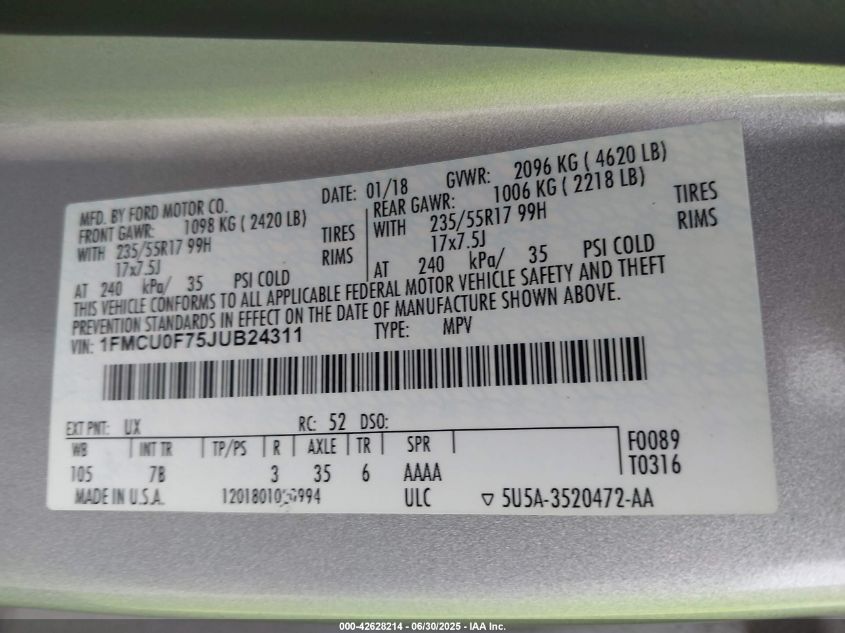 MFD. BY FORD MOTOR CO.
DATE: 01/18 GVWR: 2096 KG ( 4620 LB)
FRONT GAWR: 1098 KG ( 2420 LB)
REAR GAWR: 1006 KG ( 2218 LB)
WITH 235/55R17 99H TIRES
WITH 235/55R17 99H TIRES
17x7.5J RIMS
17x7.5J RIMS
AT 240 kPa/ 35 PSI COLD
AT 240 kPa/ 35 PSI COLD
THIS VEHICLE CONFORMS TO ALL APPLICABLE FEDERAL MOTOR VEHICLE SAFETY AND THEFT
PREVENTION STANDARDS IN EFFECT ON THE DATE OF MANUFACTURE SHOWN ABOVE.
VIN: 1FMCU0F75JUB24311 TYPE: MPV
EXT PNT: UX RC: 52 DSO:
WB INT TR TP/PS R AXLE TR SPR F0089
105 7B 3 35 6 AAAA T0316
MADE IN U.S.A. ULC ▽ 5U5A-3520472-AA
000-42628214 - 06/30/2025 - IAA Inc.